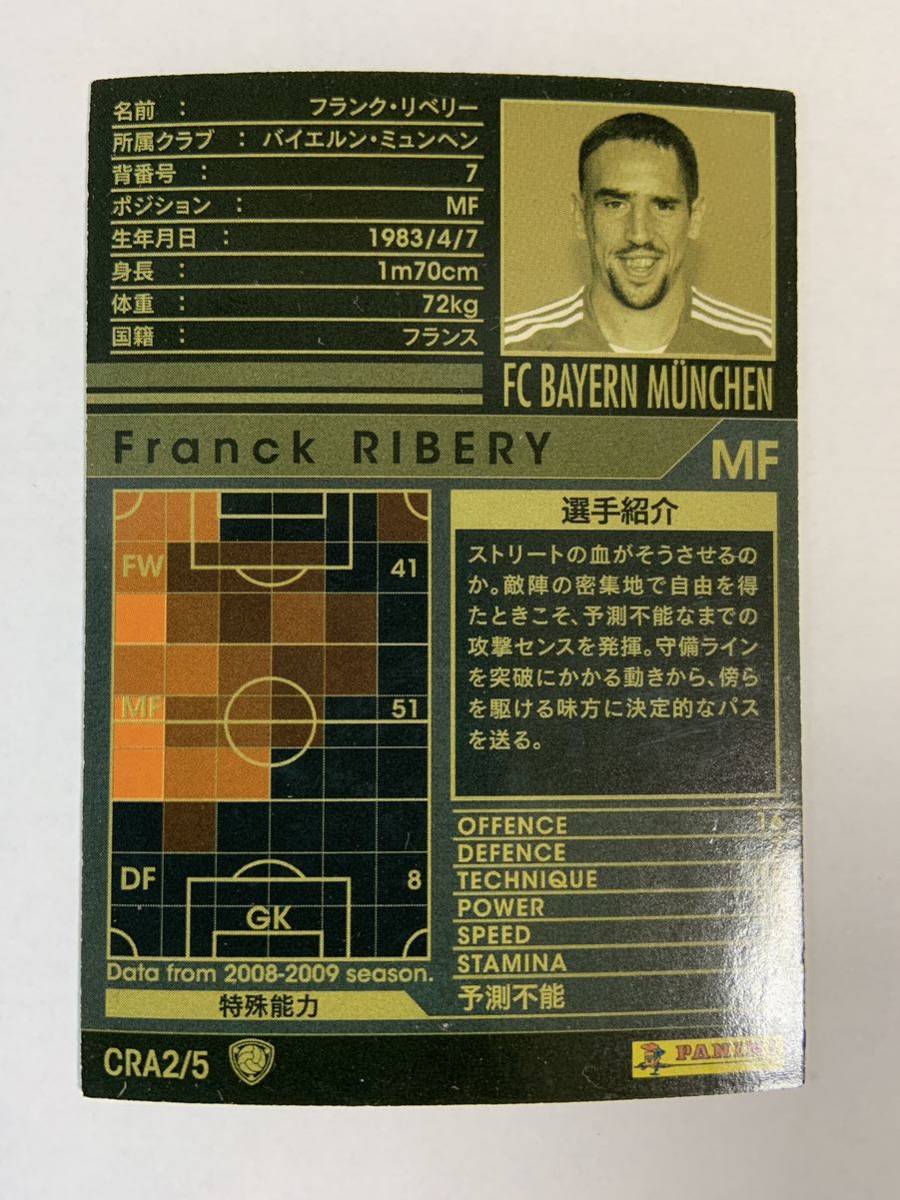 名前 ： フランク・リベリー
所属クラブ ： バイエルン・ミュンヘン
背番号 ： 7
ポジション ： MF
生年月日 ： 1983/4/7
身長 ： 1m70cm
体重 ： 72kg
国籍 ： フランス
FC BAYERN MÜNCHEN
Franck RIBERY
MF
FW 41
MF 51
DF 8
GK
Data from 2008-2009 season.
特殊能力
選手紹介
ストリートの血がそうさせるの
か。敵陣の密集地で自由を得
たときこそ、予測不能なまでの
攻撃センスを発揮。守備ライン
を突破にかかる動きから、傍ら
を駆ける味方に決定的なパス
を送る。
OFFENCE
DEFENCE
TECHNIQUE
POWER
SPEED
STAMINA
予測不能
CRA2/5
PANINI